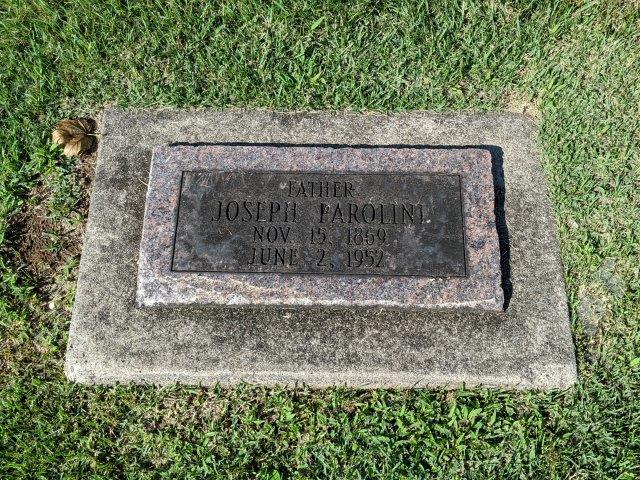 FATHER
JOSEPH PAROLINI
NOV. 15, 1869
JUNE 2, 1952